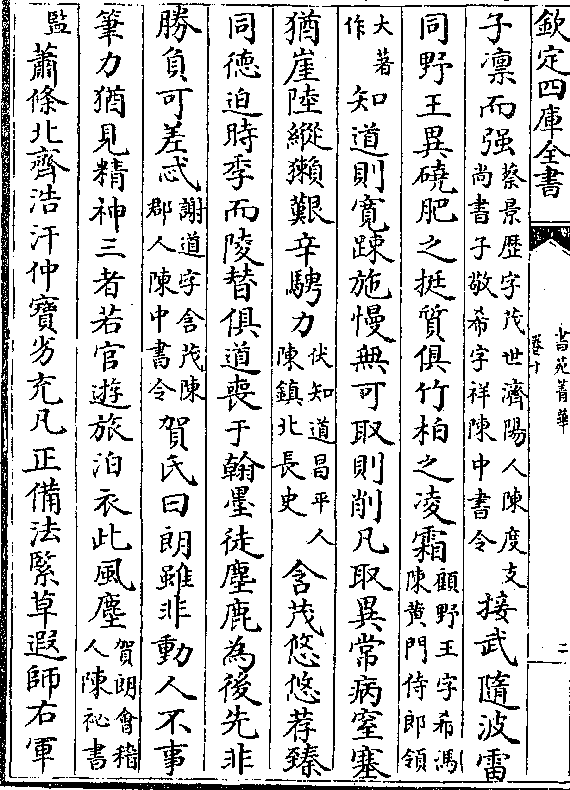 欽定四庫全書
書苑菁華
卷十
二
子凛而强蔡景歷字茂世濟陽人陳度支尚書子敬希字祥陳中書令接武隨波雷
同野王異磽肥之挺質俱竹柏之凌霜顧野王字希馮陳黄門侍郎領
大著作知道則寛踈施慢無可取則削凡取異常病窒塞
猶崖陸縱獺艱辛騁力伏知道昌平人陳鎮北長史含茂悠悠荐臻
同德迫時季而陵替俱道喪于翰墨徒塵鹿為後先非
勝負可差忒謝道字含茂陳郡人陳中書令賀氏曰朗雖非動人不事
筆力猶見精神三者若官遊旅泊衣此風塵賀朗會稽人陳袐書
監蕭條北齊浩汗仲寶劣充凡正備法緊草遐師右軍